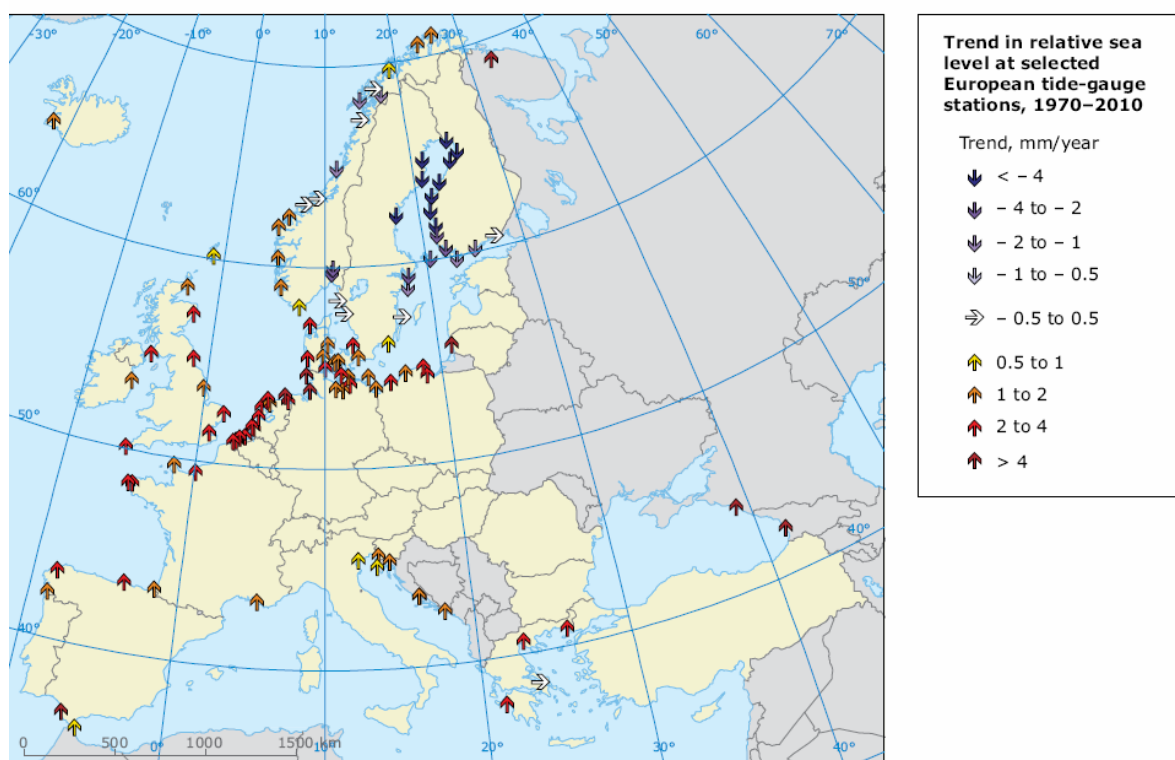 -30° -20° -10° 0° 10° 20° 30° 40° 50° 60° 70°
60°
50°
50°
40°
40°
0 500 1000 1500 km
0° 10° 20° 30° 40°
Trend in relative sea
level at selected
European tide-gauge
stations, 1970–2010
Trend, mm/year
< – 4
– 4 to – 2
– 2 to – 1
– 1 to – 0.5
– 0.5 to 0.5
0.5 to 1
1 to 2
2 to 4
> 4